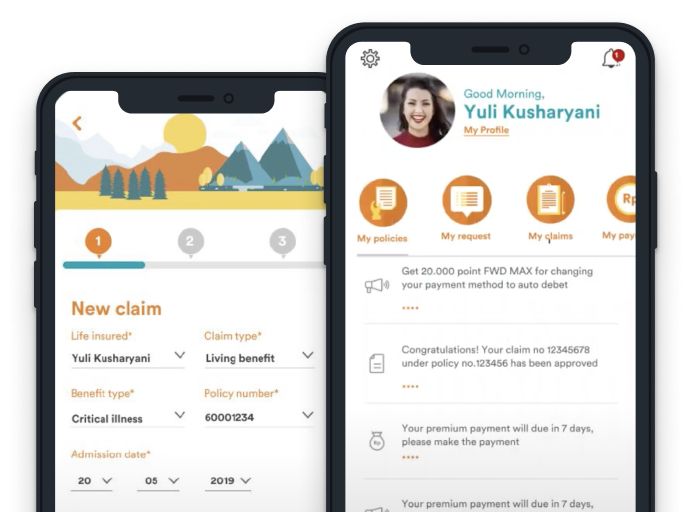 1
2
3
New claim
Life insured*
Claim type*
Yuli Kusharyani
Living benefit
Benefit type*
Policy number*
Critical illness
60001234
Admission date*
20
05
2019
1
Good Morning,
Yuli Kusharyani
My Profile
Rp
My policies
My request
My claims
My pay
Get 20.000 point FWD MAX for changing
your payment method to auto debet
Congratulations! Your claim no 12345678
under policy no.123456 has been approved
Rp
Your premium payment will due in 7 days,
please make the payment
Your premium payment will due in 7 days,